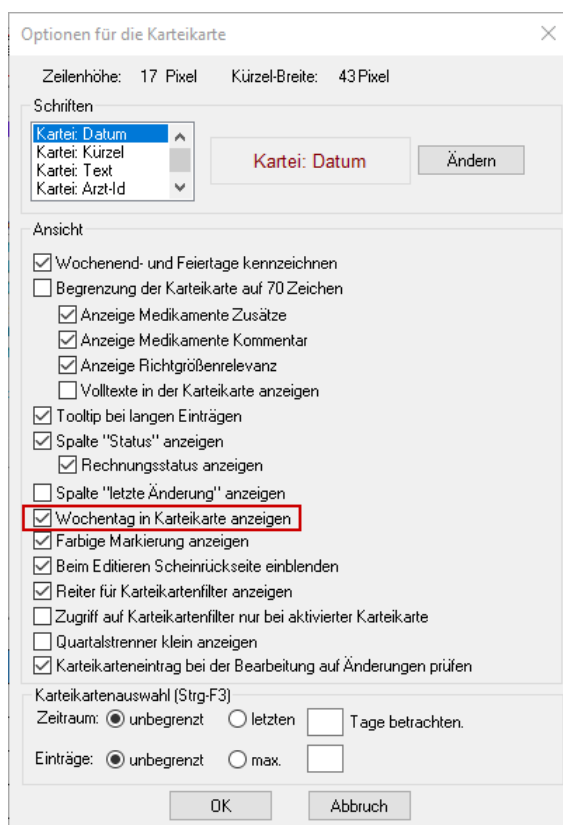 Optionen für die Karteikarte
Zeilenhöhe: 17 Pixel Kürzel-Breite: 43 Pixel
Schriften
Kartei: Datum
Kartei: Kürzel
Kartei: Text
Kartei: Arzt-Id
Kartei: Datum
Ändern
Ansicht
Wochenend- und Feiertage kennzeichnen
Begrenzung der Karteikarte auf 70 Zeichen
Anzeige Medikamente Zusätze
Anzeige Medikamente Kommentar
Anzeige Richtgrößenrelevanz
Volltexte in der Karteikarte anzeigen
Tooltip bei langen Einträgen
Spalte "Status" anzeigen
Rechnungsstatus anzeigen
Spalte "letzte Änderung" anzeigen
Wochentag in Karteikarte anzeigen
Farbige Markierung anzeigen
Beim Editieren Scheinrückseite einblenden
Reiter für Karteikartenfilter anzeigen
Zugriff auf Karteikartenfilter nur bei aktivierter Karteikarte
Quartalstrenner klein anzeigen
Karteikarteneintrag bei der Bearbeitung auf Änderungen prüfen
Karteikartenauswahl (Strg-F3)
Zeitraum: unbegrenzt letzten Tage betrachten.
Einträge: unbegrenzt max.
OK Abbruch